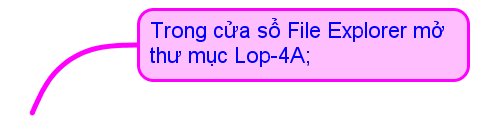 Trong cửa sổ File Explorer mở
thư mục Lop-4A;